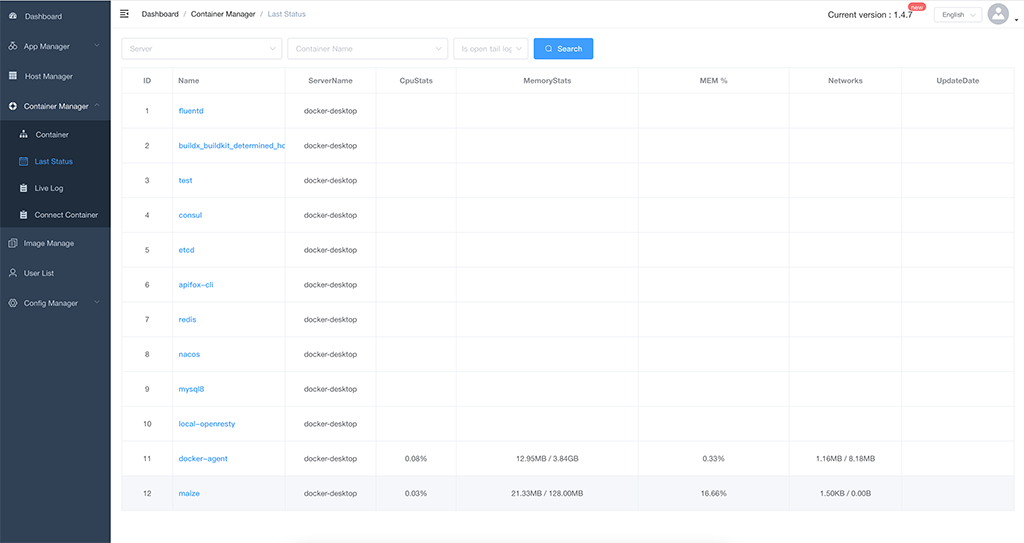 Dashboard
App Manager
Host Manager
Container Manager
Container
Last Status
Live Log
Connect Container
Image Manage
User List
Config Manager
Dashboard / Container Manager / Last Status
Current version : 1.4.7 new English
Server Container Name Is open tail log Search
ID Name ServerName CpuStats MemoryStats MEM % Networks UpdateDate
1 fluentd docker-desktop
2 buildx_buildkit_determined_hc docker-desktop
3 test docker-desktop
4 consul docker-desktop
5 etcd docker-desktop
6 apifox-cli docker-desktop
7 redis docker-desktop
8 nacos docker-desktop
9 mysql8 docker-desktop
10 local-openresty docker-desktop
11 docker-agent docker-desktop 0.08% 12.95MB / 3.84GB 0.33% 1.16MB / 8.18MB
12 maize docker-desktop 0.03% 21.33MB / 128.00MB 16.66% 1.50KB / 0.00B